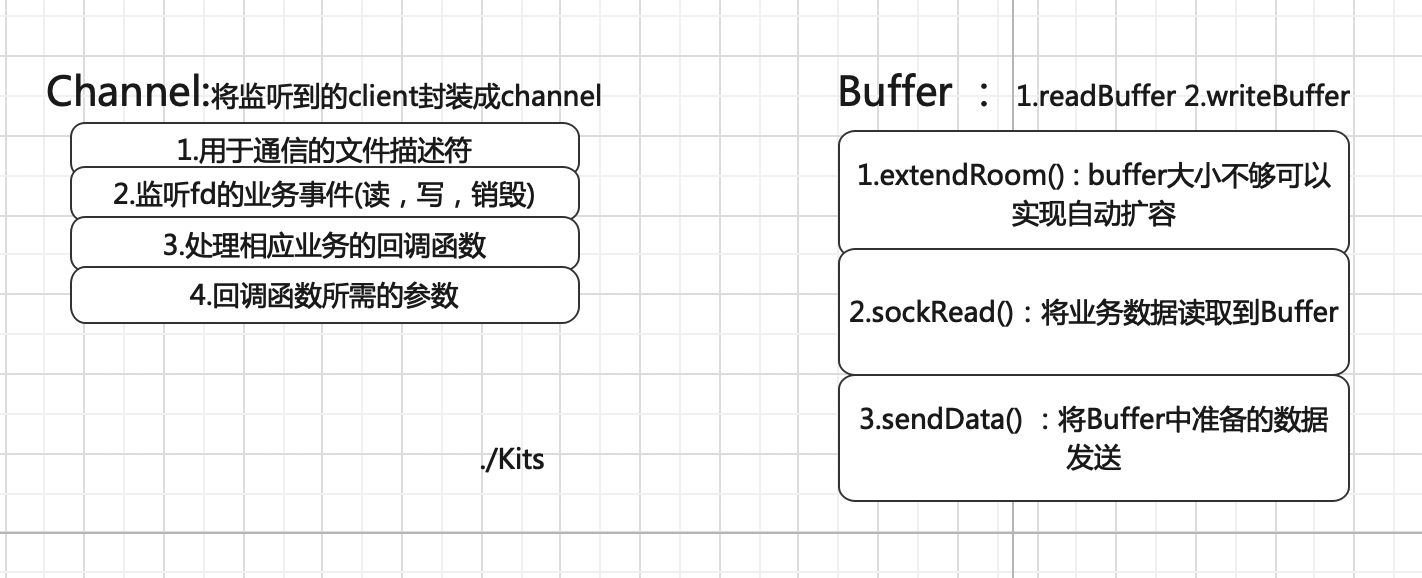 Channel:将监听到的client封装成channel
1.用于通信的文件描述符
2.监听fd的业务事件(读，写，销毁)
3.处理相应业务的回调函数
4.回调函数所需的参数
./Kits
Buffer ： 1.readBuffer 2.writeBuffer
1.extendRoom() : buffer大小不够可以
实现自动扩容
2.sockRead()：将业务数据读取到Buffer
3.sendData() ：将Buffer中准备的数据
发送